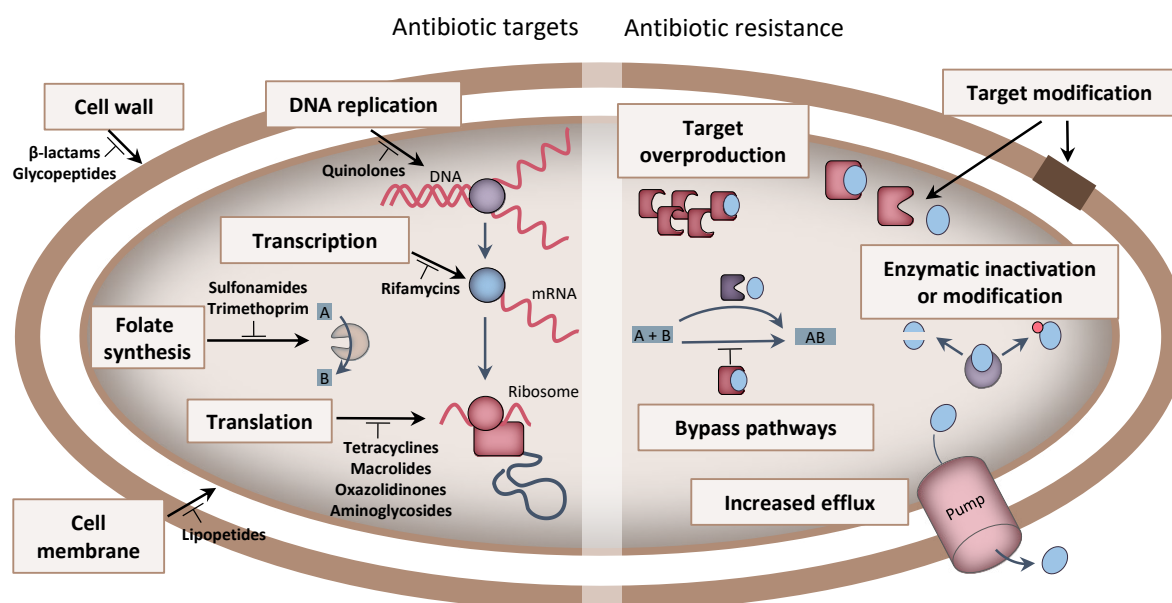 Antibiotic targets
Cell wall
β-lactams
Glycopeptides
DNA replication
Quinolones
DNA
Transcription
Rifamycins
mRNA
Sulfonamides
Trimethoprim
Folate
synthesis
A
B
Ribosome
Translation
Tetracyclines
Macrolides
Oxazolidinones
Aminoglycosides
Cell
membrane
Lipopetides
Antibiotic resistance
Target modification
Target
overproduction
Enzymatic inactivation
or modification
A + B
AB
Bypass pathways
Increased efflux
Pump